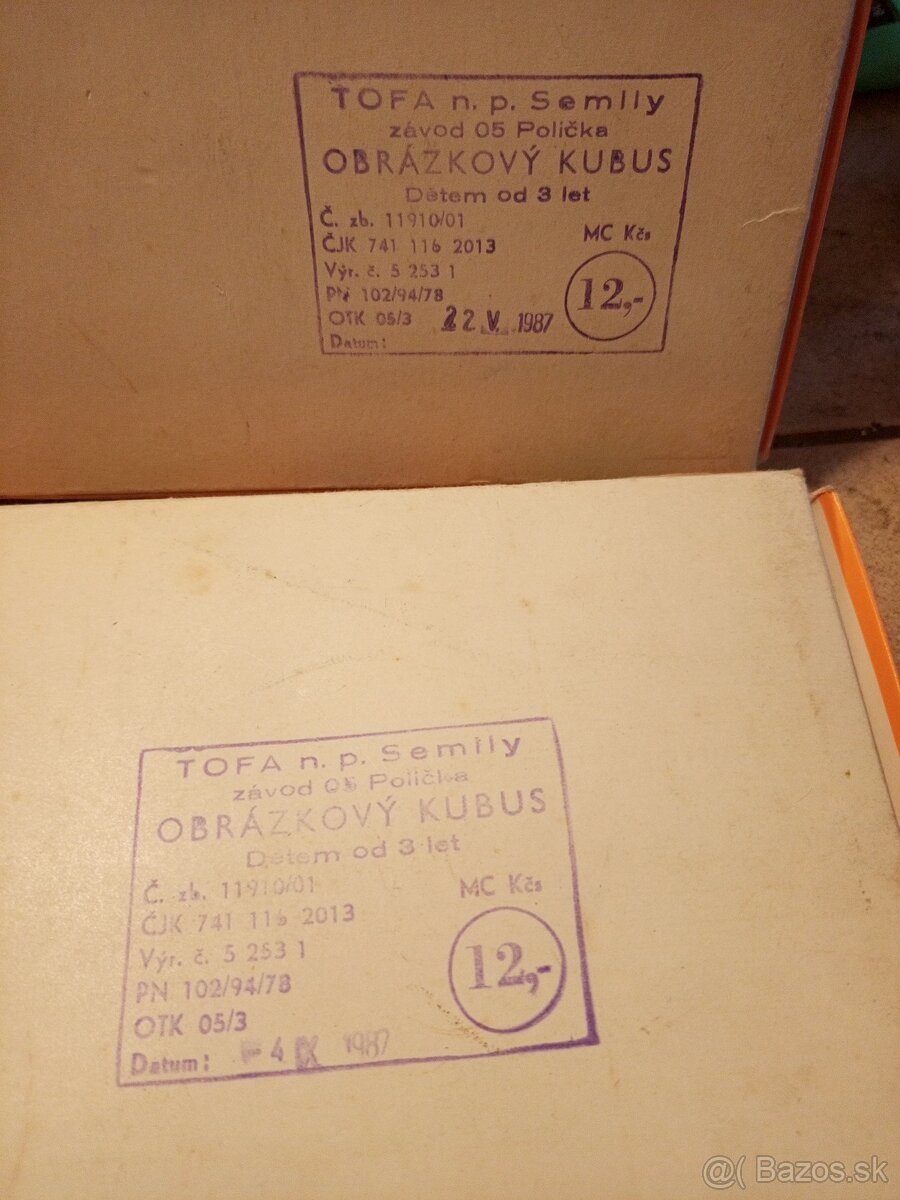 TOFA n. p. Semily
závod 05 Polička
OBRÁZKOVÝ KUBUS
Dětem od 3 let
Č. zb. 11910/01
MC Kčs
ČJK 741 116 2013
Výr. č. 5 253 1
12,-
PN 102/94/78
OTK 05/3 22 V. 1987
Datum:
TOFA n. p. Semily
závod 05 Polička
OBRÁZKOVÝ KUBUS
Dětem od 3 let
Č. zb. 11910/01
MC Kčs
ČJK 741 116 2013
Výr. č. 5 253 1
12,-
PN 102/94/78
OTK 05/3
Datum: - 4 IX 1987
@( Bazos.sk